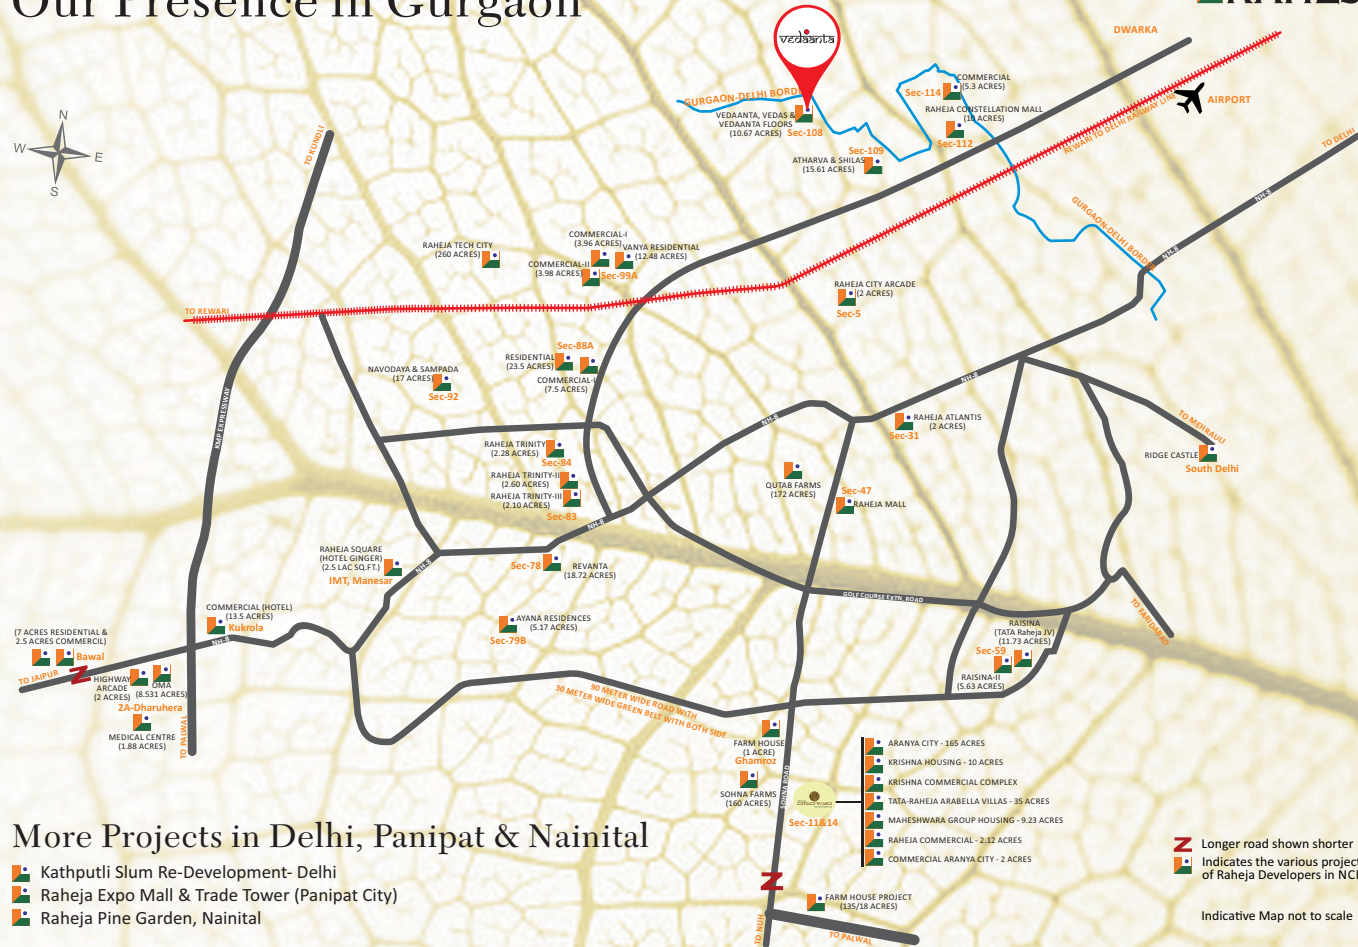 Our Presence in Gurgaon
vedaanta
DWARKA
AIRPORT
TO DELHI
REWARI TO DELHI RAILWAY LINE
NH-8
NH-8
GURGAON-DELHI BORDER
GURGAON-DELHI BORDE
COMMERCIAL
(5.3 ACRES)
Sec-114
RAHEJA CONSTELLATION MALL
(10 ACRES)
Sec-112
VEDAANTA, VEDAS &
VEDAANTA FLOORS
(10.67 ACRES)
Sec-108
Sec-109
ATHARVA & SHILAS
(15.61 ACRES)
N
W
E
S
TO KUNDLI
RAHEJA TECH CITY
(260 ACRES)
COMMERCIAL-I
(3.96 ACRES)
VANYA RESIDENTIAL
(12.48 ACRES)
COMMERCIAL-II
(3.98 ACRES)
Sec-99A
RAHEJA CITY ARCADE
(2 ACRES)
Sec-5
TO REWARI
Sec-88A
RESIDENTIAL
(23.5 ACRES)
COMMERCIAL-I
(7.5 ACRES)
NAVODAYA & SAMPADA
(17 ACRES)
Sec-92
KMP EXPRESSWAY
NH-8
NH-8
RAHEJA ATLANTIS
(2 ACRES)
Sec-31
TO MEHRAULI
RIDGE CASTLE
South Delhi
RAHEJA TRINITY
(2.28 ACRES)
Sec-84
RAHEJA TRINITY-II
(2.60 ACRES)
RAHEJA TRINITY-III
(2.10 ACRES)
Sec-83
QUTAB FARMS
(172 ACRES)
Sec-47
RAHEJA MALL
NH-8
RAHEJA SQUARE
(HOTEL GINGER)
(2.5 LAC SQ.FT.)
IMT, Manesar
NH-8
Sec-78
REVANTA
(18.72 ACRES)
GOLF COURSE EXTN. ROAD
TO FARIDABAD
COMMERCIAL (HOTEL)
(13.5 ACRES)
Kukrola
NH-8
AYANA RESIDENCES
(5.17 ACRES)
Sec-79B
RAISINA
(TATA Raheja JV)
(11.73 ACRES)
Sec-59
RAISINA-II
(5.63 ACRES)
(7 ACRES RESIDENTIAL &
2.5 ACRES COMMERCIL)
Bawal
TO JAIPUR
HIGHWAY
ARCADE
(2 ACRES)
OMA
(8.531 ACRES)
2A-Dharuhera
MEDICAL CENTRE
(1.88 ACRES)
TO PALWAL
90 METER WIDE ROAD WITH
30 METER WIDE GREEN BELT WITH BOTH SIDE
FARM HOUSE
(1 ACRE)
Ghamroz
SOHNA FARMS
(160 ACRES)
SOHNA ROAD
Sec-11&14
ARANYA CITY - 165 ACRES
KRISHNA HOUSING - 10 ACRES
KRISHNA COMMERCIAL COMPLEX
TATA-RAHEJA ARABELLA VILLAS - 35 ACRES
MAHESHWARA GROUP HOUSING - 9.23 ACRES
RAHEJA COMMERCIAL - 2.12 ACRES
COMMERCIAL ARANYA CITY - 2 ACRES
FARM HOUSE PROJECT
(135/18 ACRES)
TO NUH
TO PALWAL
More Projects in Delhi, Panipat & Nainital
Kathputli Slum Re-Development- Delhi
Raheja Expo Mall & Trade Tower (Panipat City)
Raheja Pine Garden, Nainital
Longer road shown shorter
Indicates the various project
of Raheja Developers in NC
Indicative Map not to scale